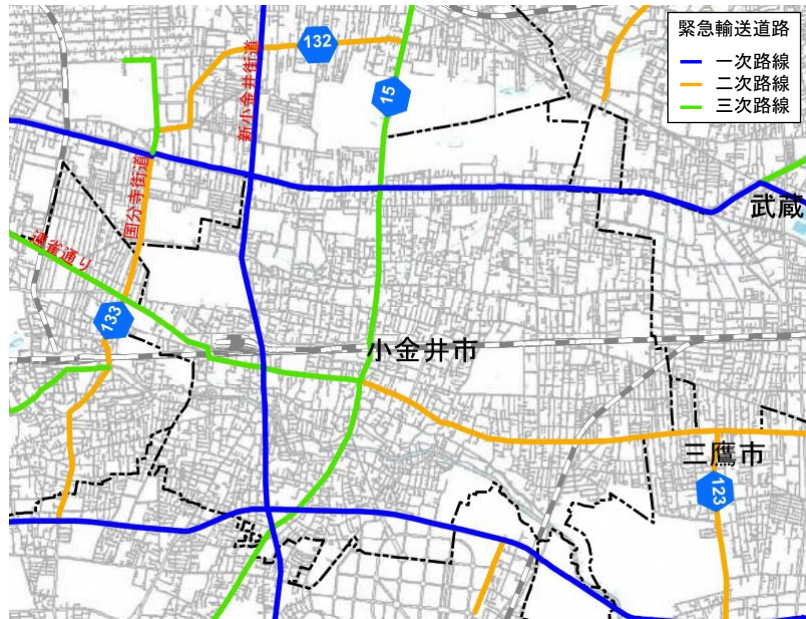 緊急輸送道路
一次路線
二次路線
三次路線
132
新小金井街道
15
国分寺街道
武蔵
連雀通り
133
小金井市
三鷹市
123